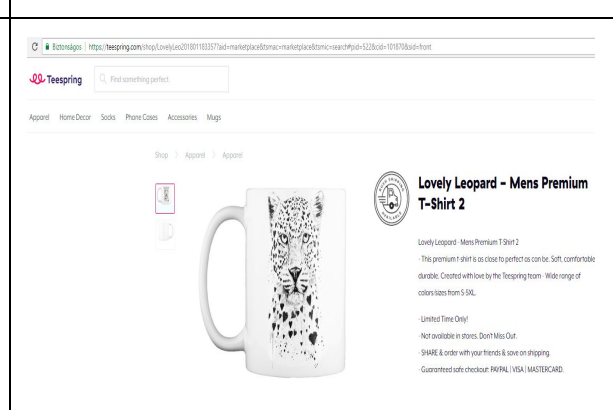 Biztonságos | https://teespring.com/shop/LovelyLeo20180118335?aid=marketplace&tsmac=marketplace&tsmic=search#pid=522&cid=101870&sid=front
Teespring
Find something perfect
Apparel Home Decor Socks Phone Cases Accessories Mugs
Shop > Apparel > Apparel
Lovely Leopard – Mens Premium
T-Shirt 2
Lovely Leopard - Mens Premium T-Shirt 2
- This premium t-shirt is as close to perfect as can be. Soft, comfortable
durable. Created with love by the Teespring team - Wide range of
colors/sizes from S-5XL.
- Limited Time Only!
- Not available in stores. Don't Miss Out.
- SHARE & order with your friends & save on shipping.
- Guaranteed safe checkout: PAYPAL | VISA | MASTERCARD.